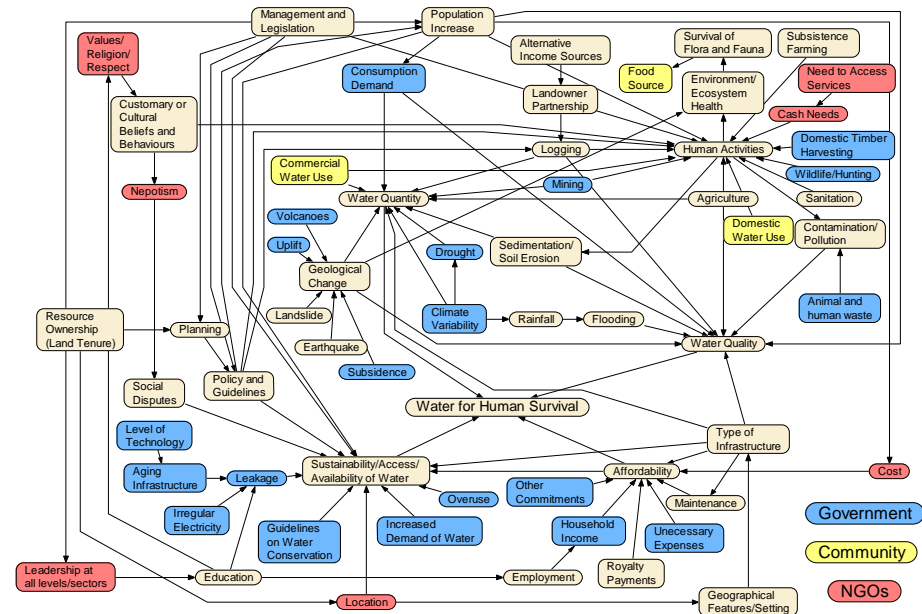 Management and
Legislation
Population
Increase
Values/
Religion/
Respect
Alternative
Income Sources
Survival of
Flora and Fauna
Subsistence
Farming
Consumption
Demand
Food
Source
Environment/
Ecosystem
Health
Need to Access
Services
Customary or
Cultural
Beliefs and
Behaviours
Landowner
Partnership
Cash Needs
Logging
Human Activities
Domestic Timber
Harvesting
Commercial
Water Use
Wildlife/Hunting
Nepotism
Mining
Water Quantity
Agriculture
Sanitation
Volcanoes
Uplift
Drought
Sedimentation/
Soil Erosion
Domestic
Water Use
Contamination/
Pollution
Geological
Change
Landslide
Climate
Variability
Rainfall
Flooding
Animal and
human waste
Resource
Ownership
(Land Tenure)
Planning
Earthquake
Water Quality
Subsidence
Social
Disputes
Policy and
Guidelines
Water for Human Survival
Level of
Technology
Type of
Infrastructure
Aging
Infrastructure
Leakage
Sustainability/Access/
Availability of Water
Affordability
Cost
Other
Commitments
Overuse
Maintenance
Irregular
Electricity
Guidelines
on Water
Conservation
Increased
Demand of Water
Household
Income
Unecessary
Expenses
Government
Community
Leadership at
all levels/sectors
Education
Employment
Royalty
Payments
Location
Geographical
Features/Setting
NGOs